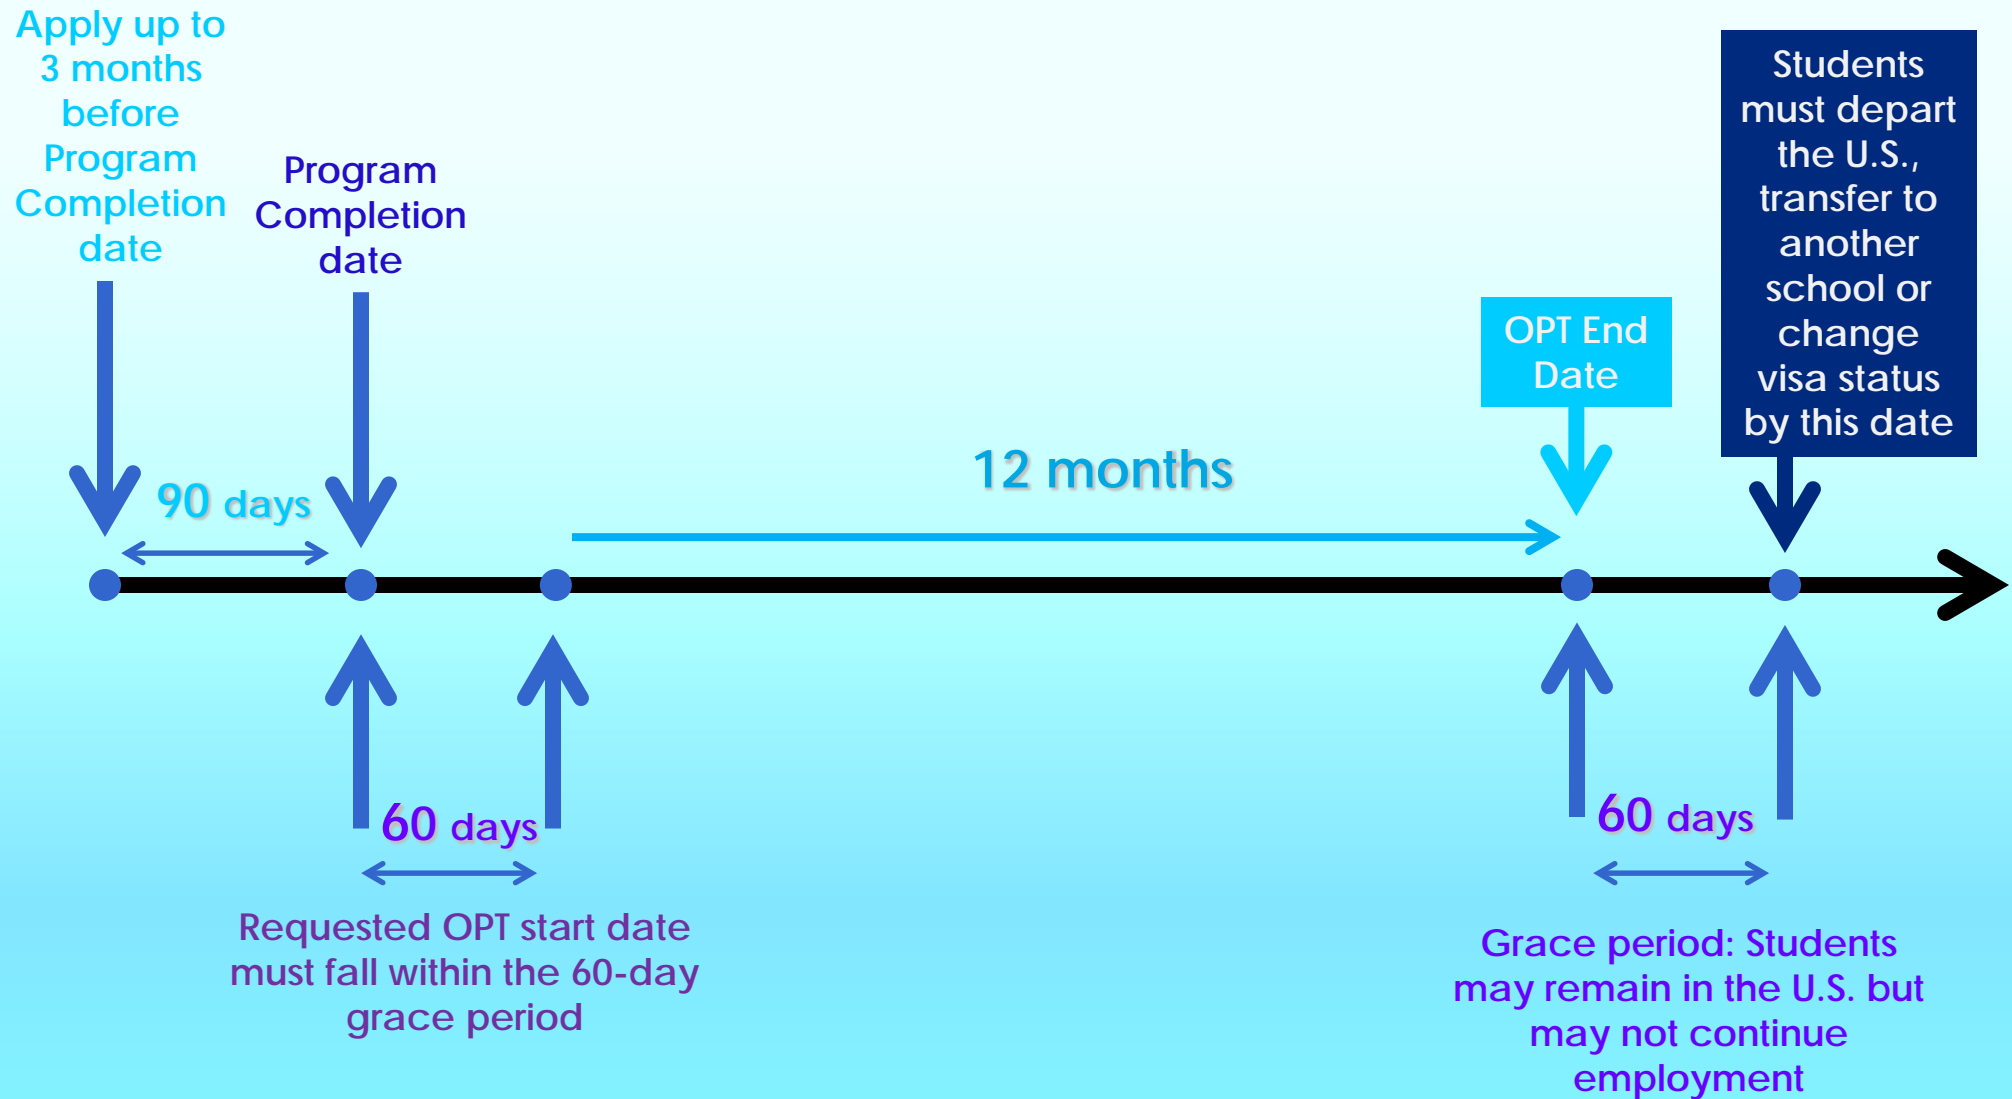 Apply up to
3 months
before
Program
Completion
date
Program
Completion
date
Students
must depart
the U.S.,
transfer to
another
school or
change
visa status
by this date
OPT End
Date
12 months
90 days
60 days
60 days
Requested OPT start date
must fall within the 60-day
grace period
Grace period: Students
may remain in the U.S. but
may not continue
employment